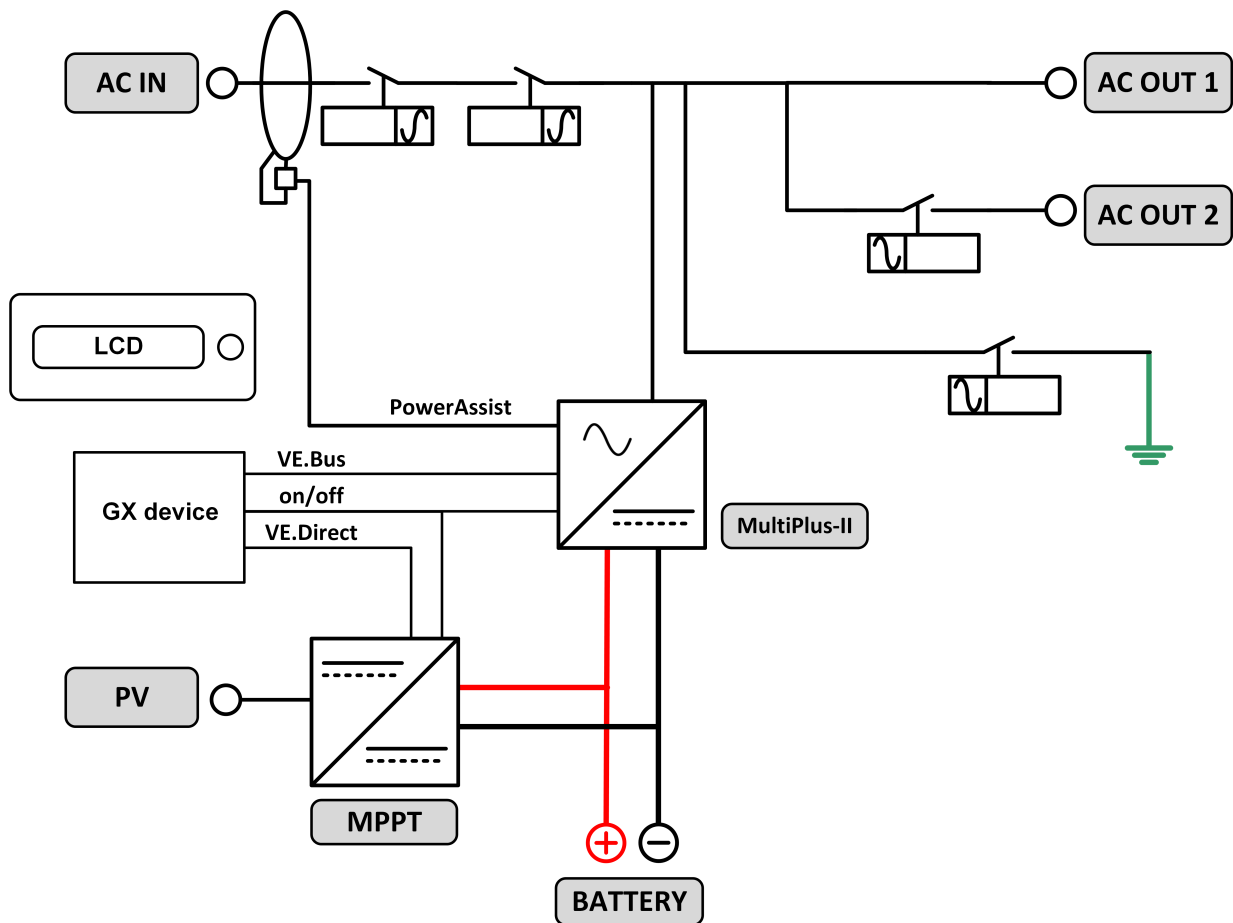 AC IN
AC OUT 1
AC OUT 2
LCD
PowerAssist
VE.Bus
on/off
GX device
VE.Direct
MultiPlus-II
PV
MPPT
BATTERY